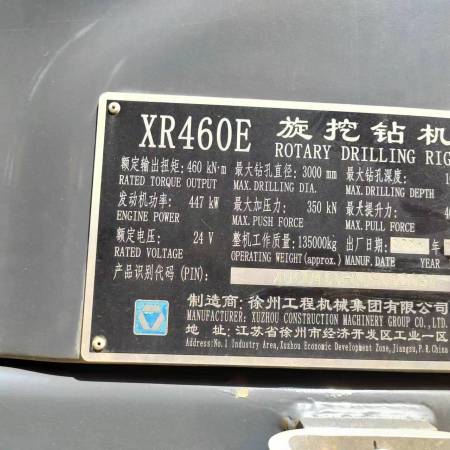 XR460E 旋挖钻机
ROTARY DRILLING RIG
额定输出扭矩: 460 kN·m 最大钻孔直径: 3000 mm 最大钻孔深度:
RATED TORQUE OUTPUT MAX.DRILLING DIA. MAX.DRILLING DEPTH
发动机功率: 447 kW 最大加压力: 350 kN 最大提升力:
ENGINE POWER MAX.PUSH FORCE MAX.PULL FORCE
额定电压: 24 V 整机工作质量: 135000kg 出厂日期: 年
RATED VOLTAGE OPERATING WEIGHT(approx.) MANUF. DATE YEAR
产品识别代码 (PIN):
制造商: 徐州工程机械集团有限公司
MANUFACTURER: XUZHOU CONSTRUCTION MACHINERY GROUP CO.,LTD.
地 址: 江苏省徐州市经济开发区工业一区
Address: No.1 Industry Area, Xuzhou Economic Development Zone, Jiangsu, P.R.China